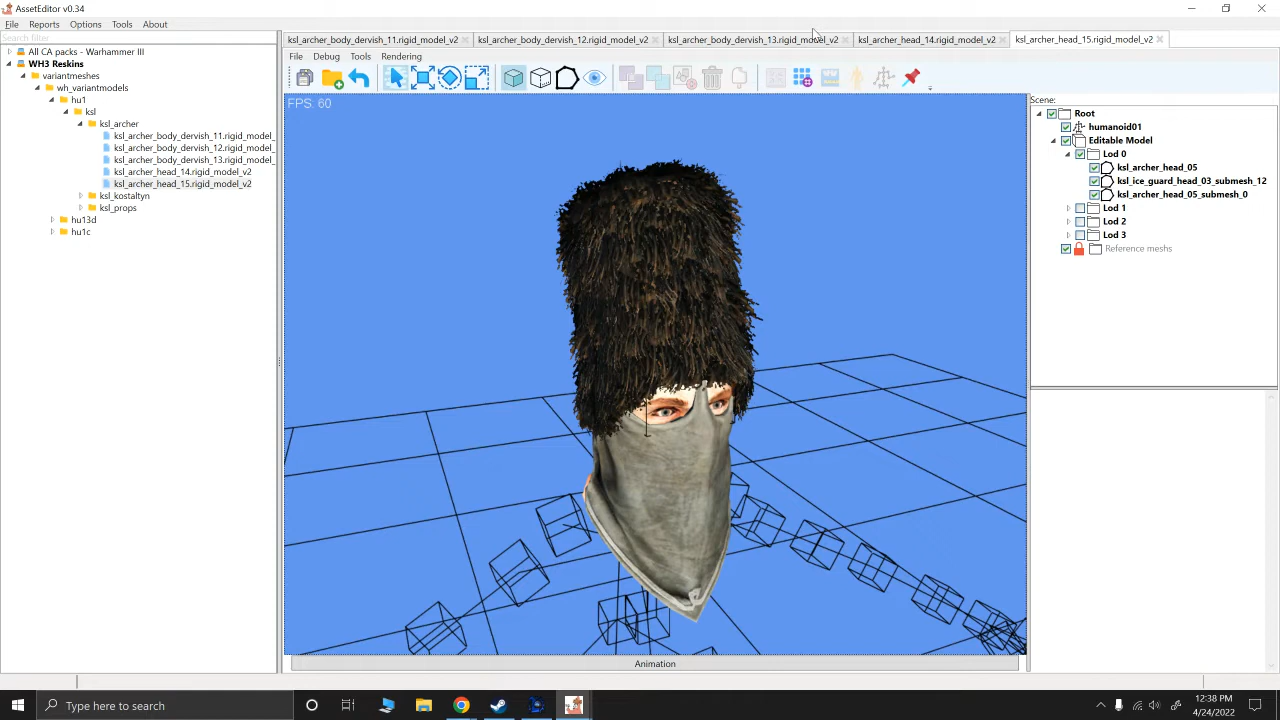 AssetEditor v0.34
File Reports Options Tools About
Search filter
All CA packs - Warhammer III
WH3 Reskins
variantmeshes
wh_variantmodels
hu1
ksl
ksl_archer
ksl_archer_body_dervish_11.rigid_model_
ksl_archer_body_dervish_12.rigid_model_
ksl_archer_body_dervish_13.rigid_model_
ksl_archer_head_14.rigid_model_v2
ksl_archer_head_15.rigid_model_v2
ksl_kostaltyn
ksl_props
hu13d
hu1c
ksl_archer_body_dervish_11.rigid_model_v2 ksl_archer_body_dervish_12.rigid_model_v2 ksl_archer_body_dervish_13.rigid_model_v2 ksl_archer_head_14.rigid_model_v2 ksl_archer_head_15.rigid_model_v2
File Debug Tools Rendering
FPS: 60
Animation
Scene:
Root
humanoid01
Editable Model
Lod 0
ksl_archer_head_05
ksl_ice_guard_head_03_submesh_12
ksl_archer_head_05_submesh_0
Lod 1
Lod 2
Lod 3
Reference meshs
Type here to search
12:38 PM
4/24/2022